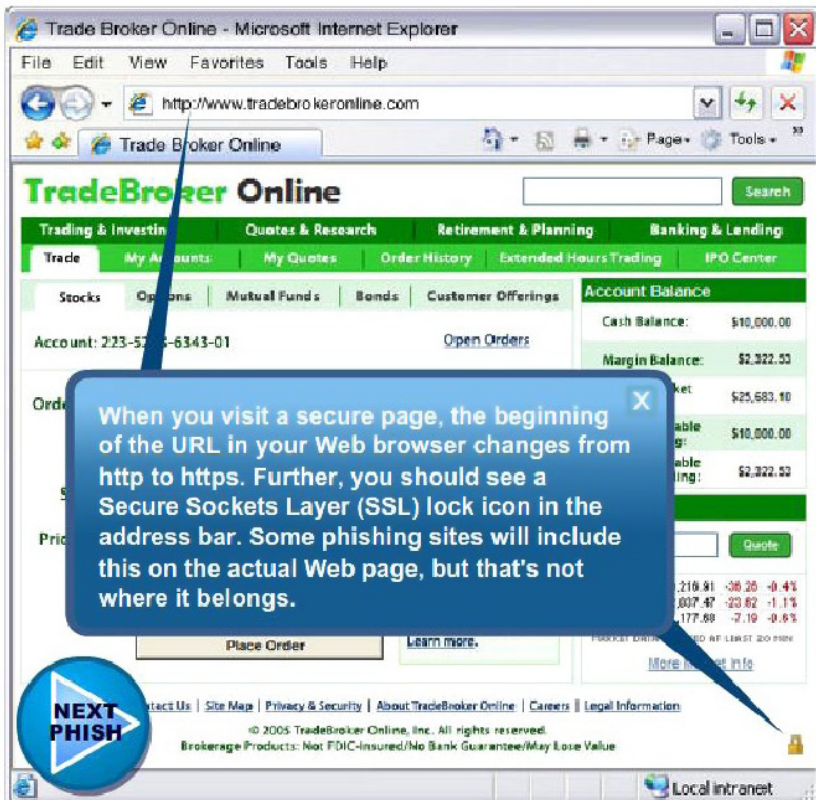 Trade Broker Online - Microsoft Internet Explorer
File Edit View Favorites Tools Help
http://www.tradebrokeronline.com
Trade Broker Online
Page Tools
TradeBroker Online
Search
Trading & Investing Quotes & Research Retirement & Planning Banking & Lending
Trade My Accounts My Quotes Order History Extended Hours Trading IPO Center
Stocks Options Mutual Funds Bonds Customer Offerings
Account Balance
Cash Balance: $10,000.00
Account: Open Orders
Margin Balance: $2,322.53
$25,683.10
$10,000.00
When you visit a secure page, the beginning
of the URL in your Web browser changes from
http to https. Further, you should see a
Secure Sockets Layer (SSL) lock icon in the
address bar. Some phishing sites will include
this on the actual Web page, but that's not
where it belongs.
X
$2,322.53
Quote
-36.26 -0.4%
-23.62 -1.1%
-7.19 -0.6%
Place Order
Learn more.
More Info
NEXT
PHISH
Us | Site Map | Privacy & Security | About TradeBroker Online | Careers | Legal Information
© 2005 TradeBroker Online, Inc. All rights reserved.
Brokerage Products: Not FDIC-Insured/No Bank Guarantee/May Lose Value
Local intranet